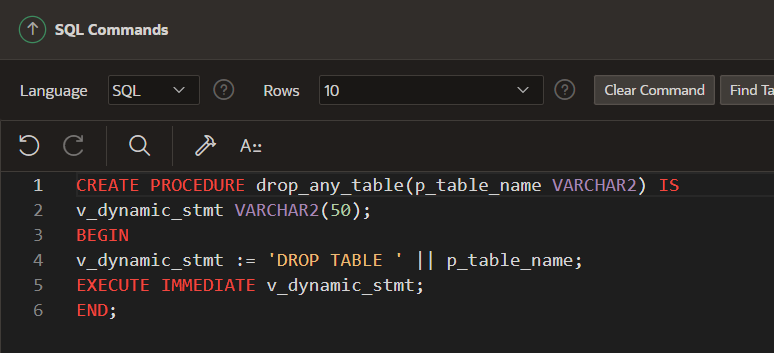 SQL Commands
Language SQL Rows 10 Clear Command Find Ta
A::
1 CREATE PROCEDURE drop_any_table(p_table_name VARCHAR2) IS
2 v_dynamic_stmt VARCHAR2(50);
3 BEGIN
4 v_dynamic_stmt := 'DROP TABLE ' || p_table_name;
5 EXECUTE IMMEDIATE v_dynamic_stmt;
6 END;